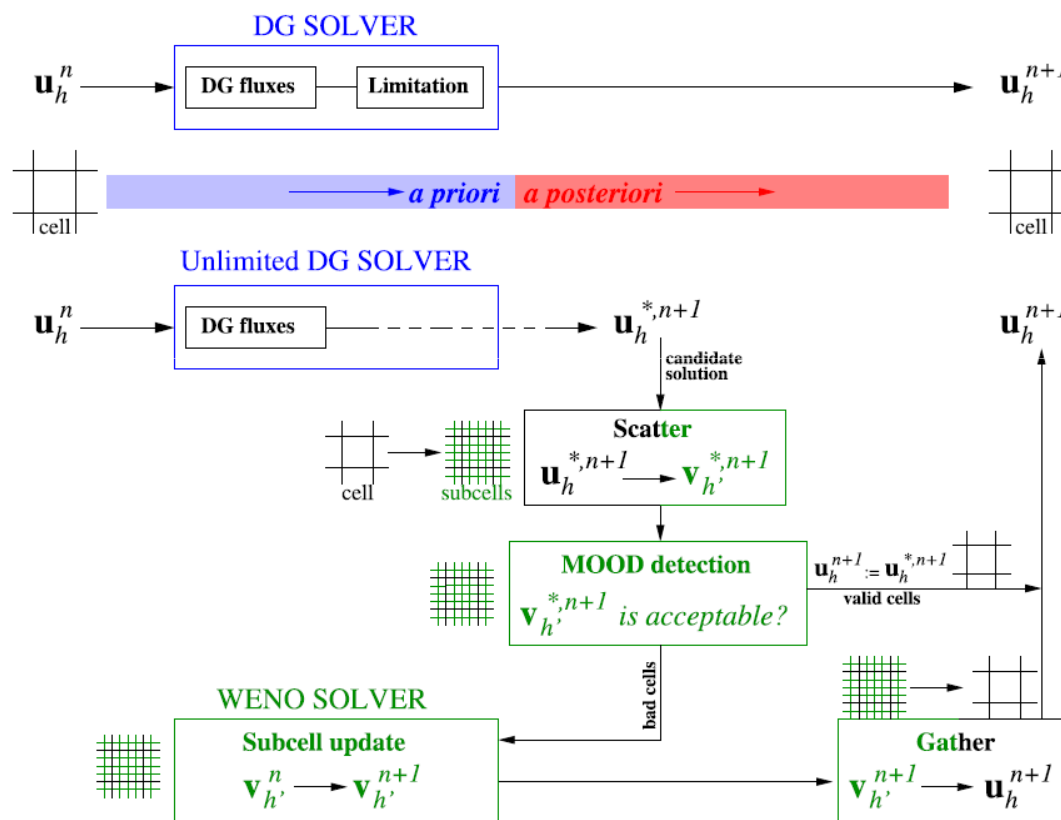 DG SOLVER
u_h^n
DG fluxes
Limitation
u_h^{n+1}
a priori
a posteriori
cell
cell
Unlimited DG SOLVER
u_h^n
DG fluxes
u_h^{*,n+1}
u_h^{n+1}
candidate
solution
Scatter
u_h^{*,n+1} v_{h'}^{*,n+1}
cell
subcells
MOOD detection
v_{h'}^{*,n+1} is acceptable?
u_h^{n+1} := u_h^{*,n+1}
valid cells
bad cells
WENO SOLVER
Subcell update
v_{h'}^n v_{h'}^{n+1}
Gather
v_{h'}^{n+1} u_h^{n+1}